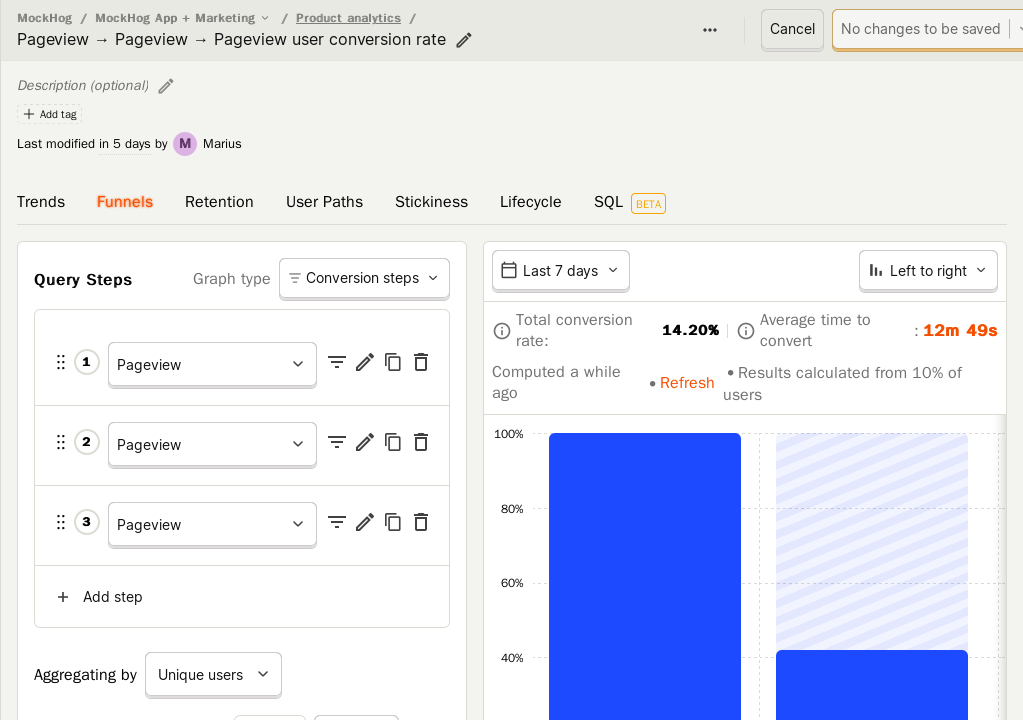 MockHog / MockHog App + Marketing / Product analytics /
Pageview → Pageview → Pageview user conversion rate
Cancel
No changes to be saved
Description (optional)
+ Add tag
Last modified in 5 days by M Marius
Trends Funnels Retention User Paths Stickiness Lifecycle SQL BETA
Query Steps
Graph type
Conversion steps
1 Pageview
2 Pageview
3 Pageview
+ Add step
Aggregating by Unique users
Last 7 days
Left to right
Total conversion
rate:
14.20%
Average time to
convert
: 12m 49s
Computed a while
ago
• Refresh
• Results calculated from 10% of
users
100%
80%
60%
40%